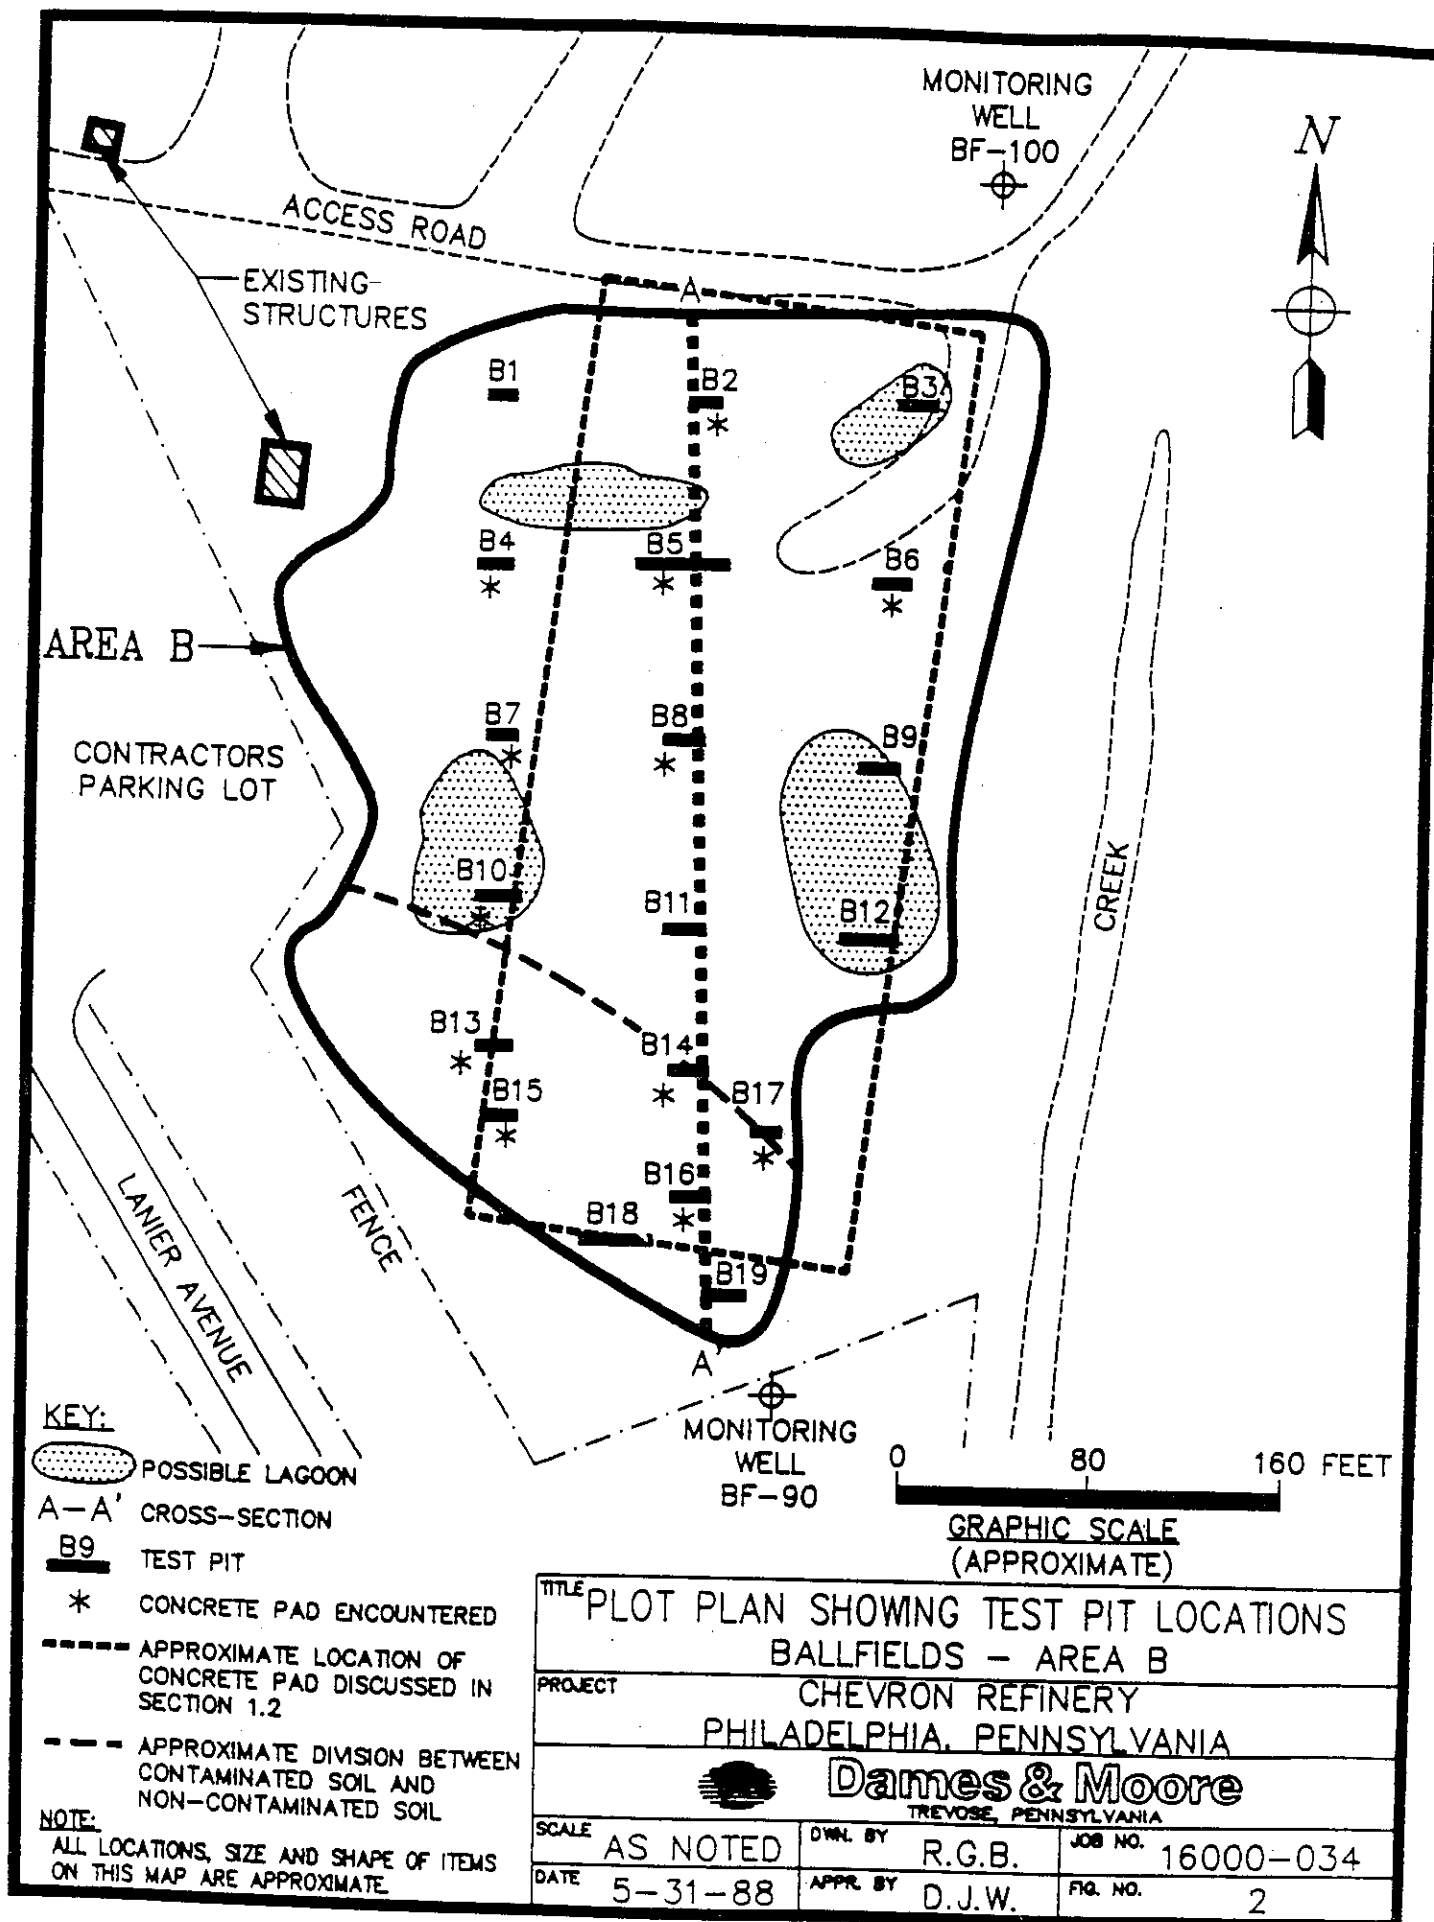 MONITORING
WELL
BF-100
N
ACCESS ROAD
EXISTING
STRUCTURES
A
B1
B2
B3
B4
B5
B6
AREA B
B7
B8
B9
CONTRACTORS
PARKING LOT
B10
B11
B12
CREEK
B13
B14
B15
B17
B16
B18
B19
LANIER AVENUE
FENCE
A'
MONITORING
WELL
BF-90
0 80 160 FEET
GRAPHIC SCALE
(APPROXIMATE)
KEY:
POSSIBLE LAGOON
A-A' CROSS-SECTION
B9 TEST PIT
* CONCRETE PAD ENCOUNTERED
APPROXIMATE LOCATION OF
CONCRETE PAD DISCUSSED IN
SECTION 1.2
APPROXIMATE DIVISION BETWEEN
CONTAMINATED SOIL AND
NON-CONTAMINATED SOIL
NOTE:
ALL LOCATIONS, SIZE AND SHAPE OF ITEMS
ON THIS MAP ARE APPROXIMATE
TITLE PLOT PLAN SHOWING TEST PIT LOCATIONS
BALLFIELDS - AREA B
PROJECT CHEVRON REFINERY
PHILADELPHIA, PENNSYLVANIA
Dames & Moore
TREVOSE, PENNSYLVANIA
SCALE AS NOTED DWN. BY R.G.B. JOB NO. 16000-034
DATE 5-31-88 APPR. BY D.J.W. FIG. NO. 2